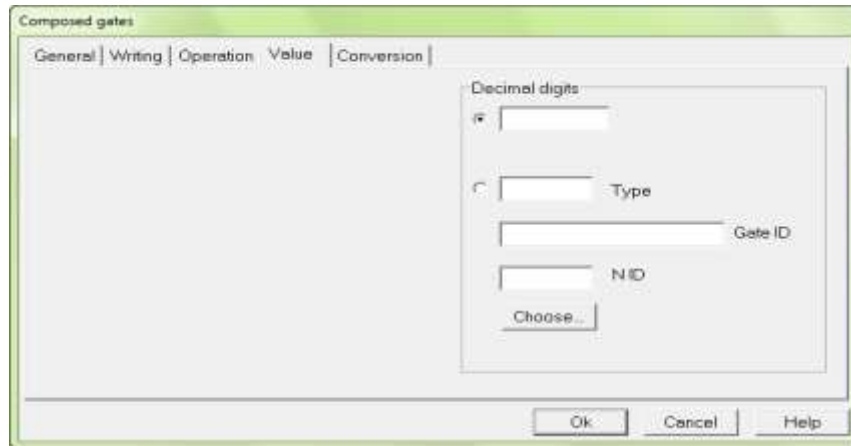 Composed gates
General Writing Operation Value Conversion
Decimal digits
Type
Gate ID
N ID
Choose...
Ok Cancel Help